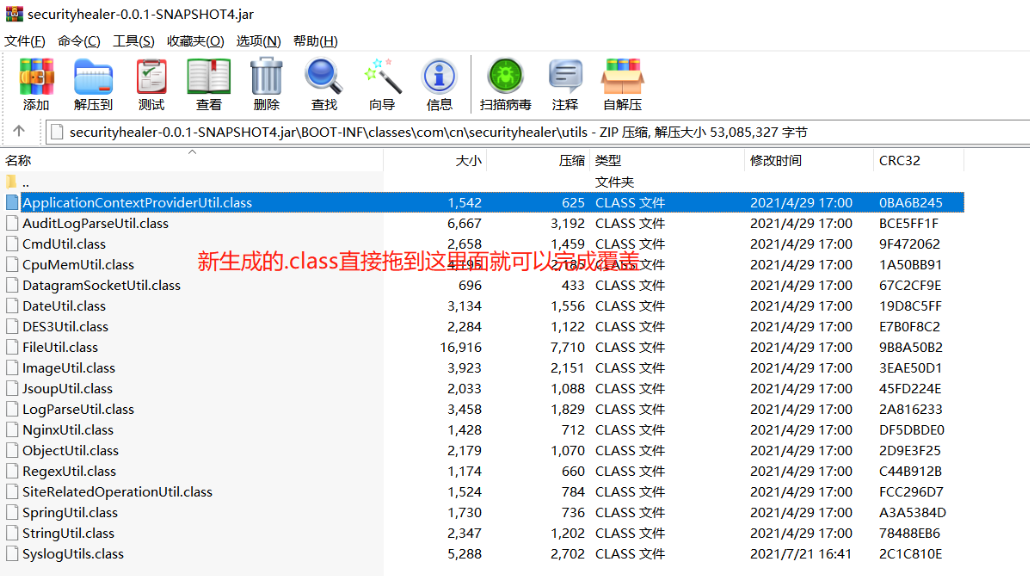 securityhealer-0.0.1-SNAPSHOT4.jar
文件(F) 命令(C) 工具(S) 收藏夹(O) 选项(N) 帮助(H)
添加 解压到 测试 查看 删除 查找 向导 信息 扫描病毒 注释 自解压
securityhealer-0.0.1-SNAPSHOT4.jar\BOOT-INF\classes\com\cn\securityhealer\utils - ZIP 压缩, 解压大小 53,085,327 字节
名称 大小 压缩 类型 修改时间 CRC32
.. 文件夹
ApplicationContextProviderUtil.class 1,542 625 CLASS 文件 2021/4/29 17:00 0BA6B245
AuditLogParseUtil.class 6,667 3,192 CLASS 文件 2021/4/29 17:00 BCE5FF1F
CmdUtil.class 2,658 1,459 CLASS 文件 2021/4/29 17:00 9F472062
新生成的.class直接拖到这里面就可以完成覆盖
CpuMemUtil.class 4,195 2,185 CLASS 文件 2021/4/29 17:00 1A50BB91
DatagramSocketUtil.class 696 433 CLASS 文件 2021/4/29 17:00 67C2CF9E
DateUtil.class 3,134 1,556 CLASS 文件 2021/4/29 17:00 19D8C5FF
DES3Util.class 2,284 1,122 CLASS 文件 2021/4/29 17:00 E7B0F8C2
FileUtil.class 16,916 7,710 CLASS 文件 2021/4/29 17:00 9B8A50B2
ImageUtil.class 3,923 2,151 CLASS 文件 2021/4/29 17:00 3EAE50D1
JsoupUtil.class 2,033 1,088 CLASS 文件 2021/4/29 17:00 45FD224E
LogParseUtil.class 3,458 1,829 CLASS 文件 2021/4/29 17:00 2A816233
NginxUtil.class 1,428 712 CLASS 文件 2021/4/29 17:00 DF5DBDE0
ObjectUtil.class 2,179 1,070 CLASS 文件 2021/4/29 17:00 2D9E3F25
RegexUtil.class 1,174 660 CLASS 文件 2021/4/29 17:00 C44B912B
SiteRelatedOperationUtil.class 1,524 784 CLASS 文件 2021/4/29 17:00 FCC296D7
SpringUtil.class 1,730 736 CLASS 文件 2021/4/29 17:00 A3A5384D
StringUtil.class 2,347 1,202 CLASS 文件 2021/4/29 17:00 78488EB6
SyslogUtils.class 5,288 2,702 CLASS 文件 2021/7/21 16:41 2C1C810E